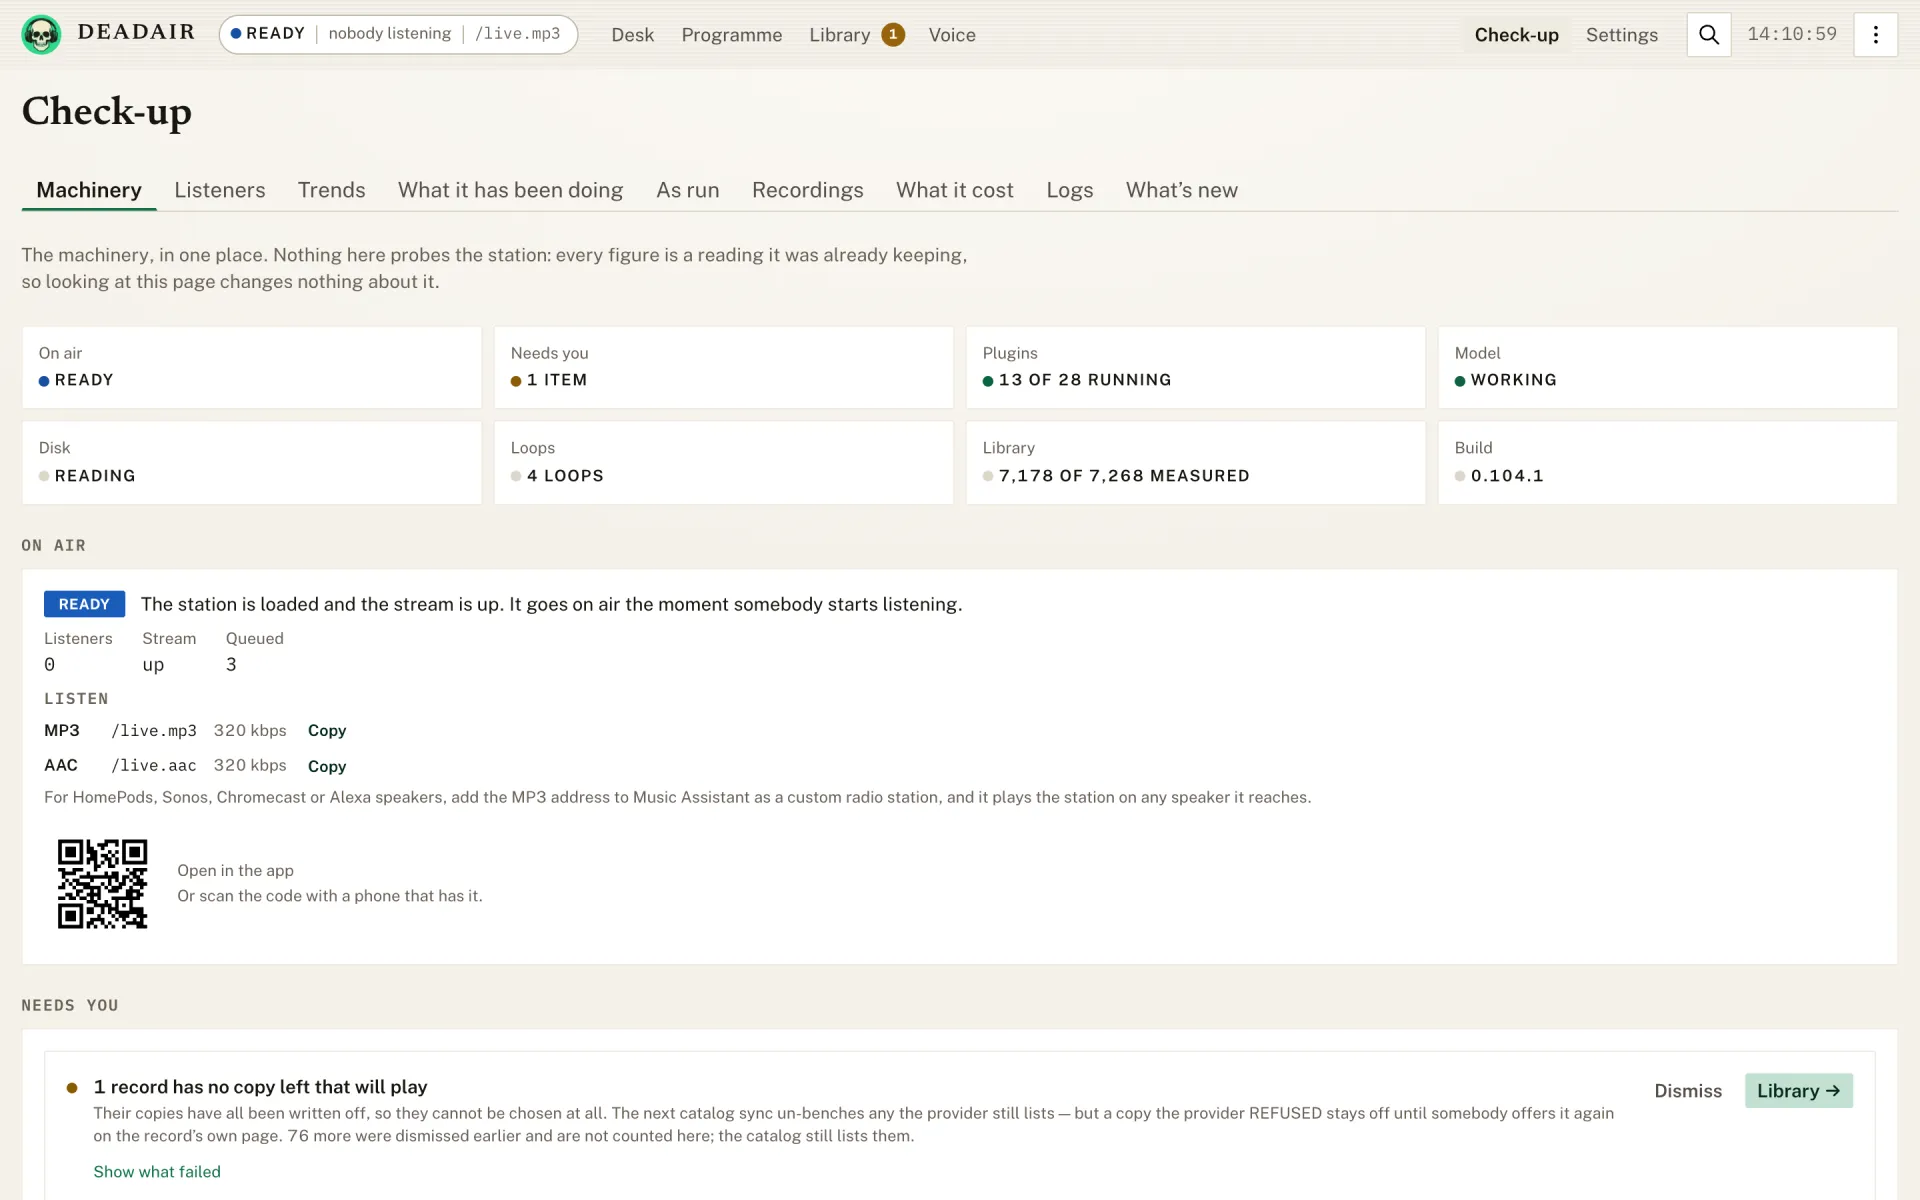 DEADAIR
READY
nobody listening
/live.mp3
Desk
Programme
Library 1
Voice
Check-up
Settings
14:10:59
Check-up
Machinery
Listeners
Trends
What it has been doing
As run
Recordings
What it cost
Logs
What’s new
The machinery, in one place. Nothing here probes the station: every figure is a reading it was already keeping,
so looking at this page changes nothing about it.
On air
READY
Needs you
1 ITEM
Plugins
13 OF 28 RUNNING
Model
WORKING
Disk
READING
Loops
4 LOOPS
Library
7,178 OF 7,268 MEASURED
Build
0.104.1
ON AIR
READY The station is loaded and the stream is up. It goes on air the moment somebody starts listening.
Listeners Stream Queued
0 up 3
LISTEN
MP3 /live.mp3 320 kbps Copy
AAC /live.aac 320 kbps Copy
For HomePods, Sonos, Chromecast or Alexa speakers, add the MP3 address to Music Assistant as a custom radio station, and it plays the station on any speaker it reaches.
Open in the app
Or scan the code with a phone that has it.
NEEDS YOU
1 record has no copy left that will play
Dismiss
Library →
Their copies have all been written off, so they cannot be chosen at all. The next catalog sync un-benches any the provider still lists — but a copy the provider REFUSED stays off until somebody offers it again
on the record’s own page. 76 more were dismissed earlier and are not counted here; the catalog still lists them.
Show what failed